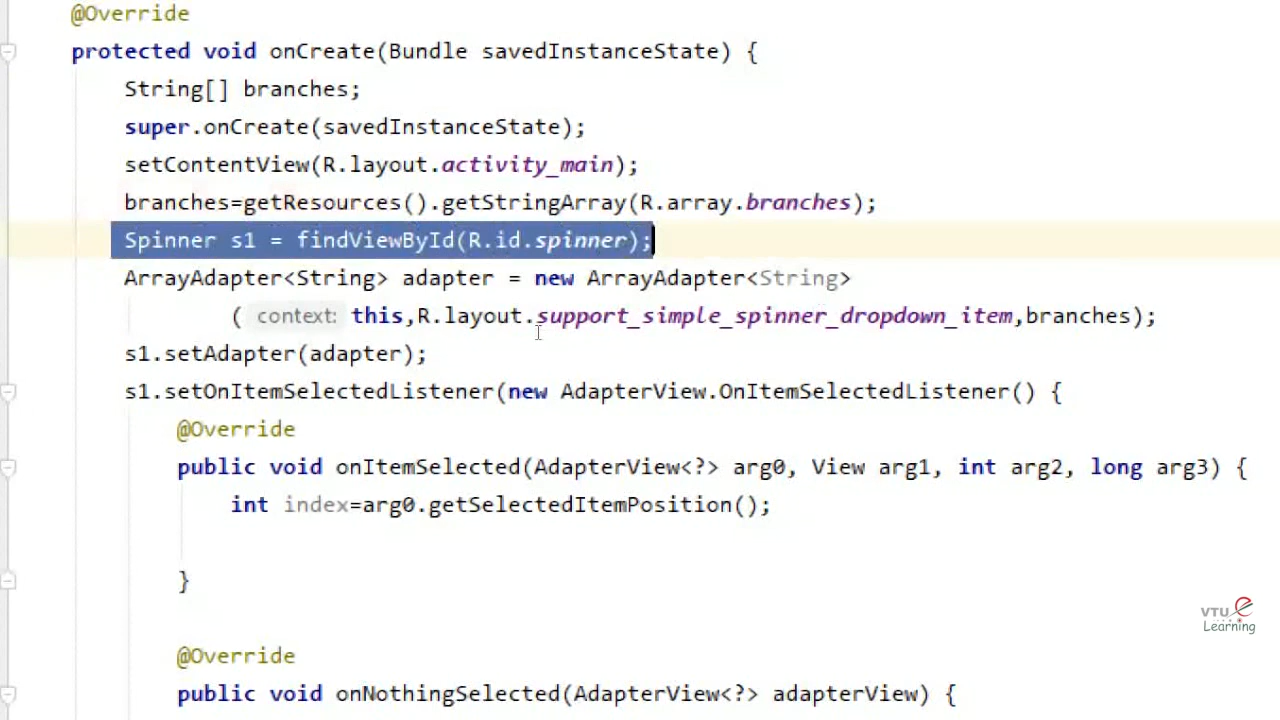 @Override
protected void onCreate(Bundle savedInstanceState) {
String[] branches;
super.onCreate(savedInstanceState);
setContentView(R.layout.activity_main);
branches=getResources().getStringArray(R.array.branches);
Spinner s1 = findViewById(R.id.spinner);
ArrayAdapter<String> adapter = new ArrayAdapter<String>
( context: this,R.layout.support_simple_spinner_dropdown_item,branches);
s1.setAdapter(adapter);
s1.setOnItemSelectedListener(new AdapterView.OnItemSelectedListener() {
@Override
public void onItemSelected(AdapterView<?> arg0, View arg1, int arg2, long arg3) {
int index=arg0.getSelectedItemPosition();
}
@Override
public void onNothingSelected(AdapterView<?> adapterView) {
VTU e
Learning